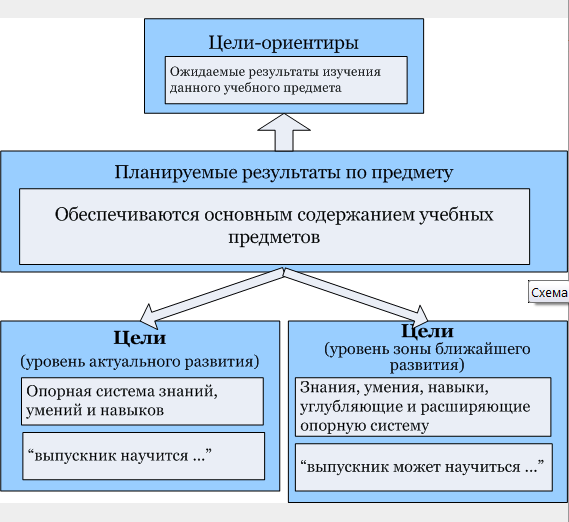 Цели-ориентиры
Ожидаемые результаты изучения
данного учебного предмета
Планируемые результаты по предмету
Обеспечиваются основным содержанием учебных
предметов
Схема
Цели
(уровень актуального развития)
Опорная система знаний,
умений и навыков
“выпускник научится ...”
Цели
(уровень зоны ближайшего
развития)
Знания, умения, навыки,
углубляющие и расширяющие
опорную систему
“выпускник может научиться ...”